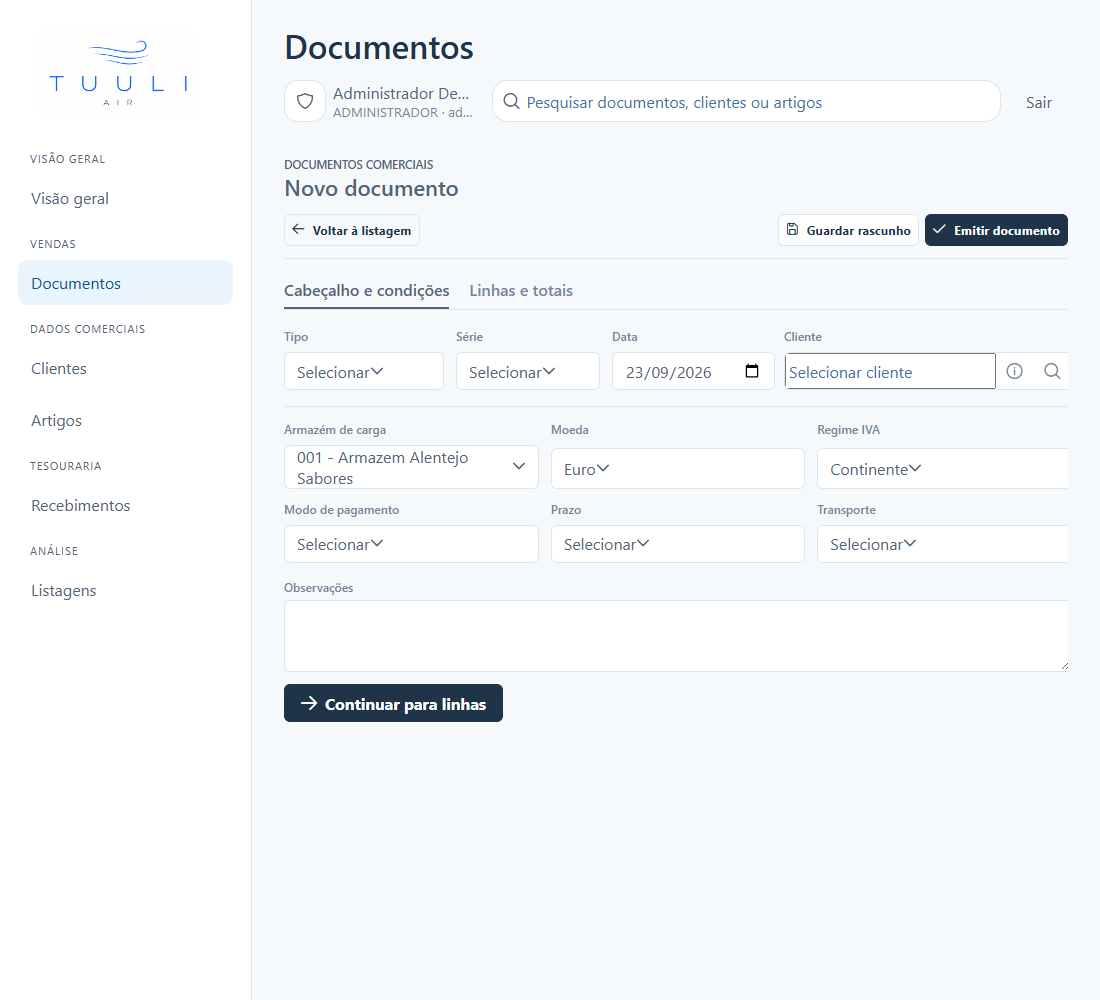 TUULI
AIR
VISÃO GERAL
Visão geral
VENDAS
Documentos
DADOS COMERCIAIS
Clientes
Artigos
TESOURARIA
Recebimentos
ANÁLISE
Listagens
Documentos
Administrador De...
ADMINISTRADOR · ad...
Pesquisar documentos, clientes ou artigos
Sair
DOCUMENTOS COMERCIAIS
Novo documento
Voltar à listagem
Guardar rascunho
Emitir documento
Cabeçalho e condições
Linhas e totais
Tipo
Série
Data
Cliente
Selecionar
Selecionar
23/09/2026
Selecionar cliente
Armazém de carga
Moeda
Regime IVA
001 - Armazem Alentejo
Sabores
Euro
Continente
Modo de pagamento
Prazo
Transporte
Selecionar
Selecionar
Selecionar
Observações
Continuar para linhas